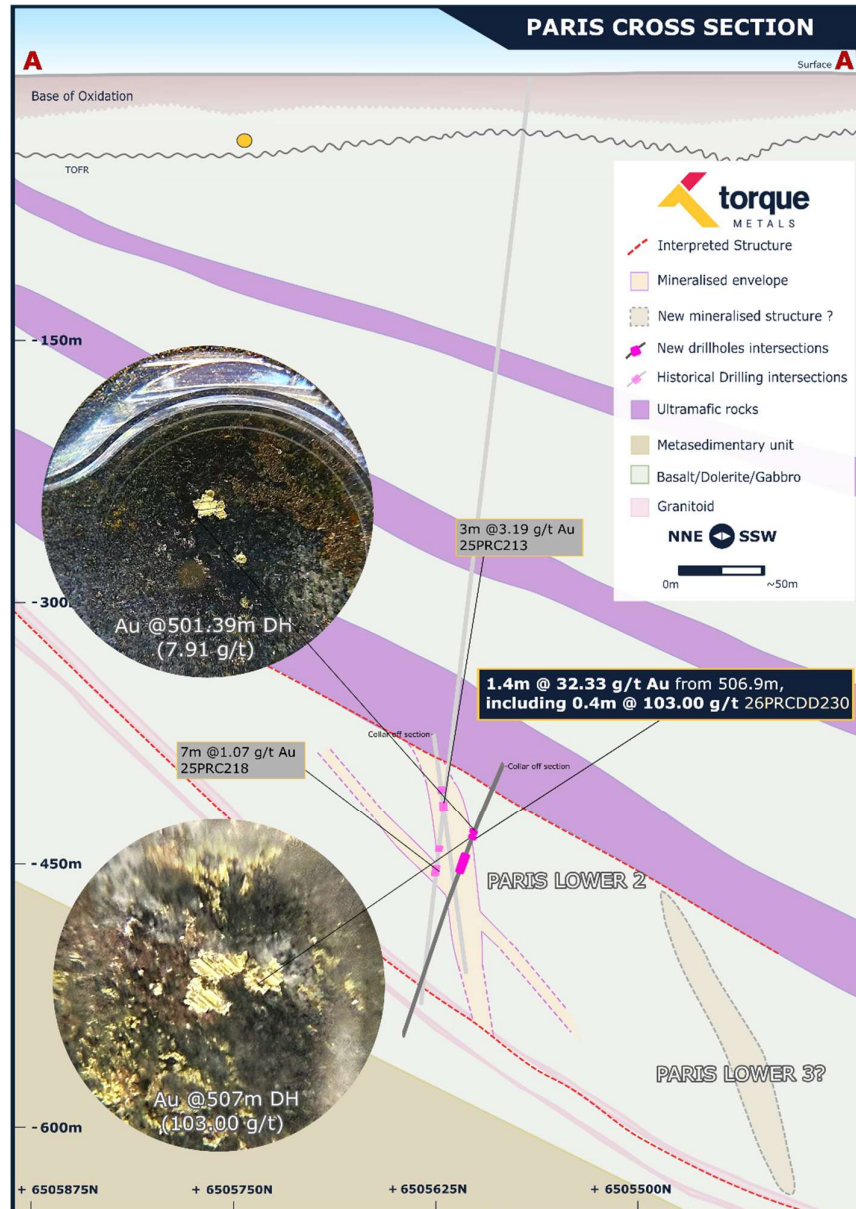 PARIS CROSS SECTION
A
A
Surface
Base of Oxidation
TOFR
torque
METALS
Interpreted Structure
Mineralised envelope
New mineralised structure ?
New drillholes intersections
Historical Drilling intersections
Ultramafic rocks
Metasedimentary unit
Basalt/Dolerite/Gabbro
Granitoid
NNE SSW
0m ~50m
-150m
-300m
Au @501.39m DH
(7.91 g/t)
3m @3.19 g/t Au
25PRC213
1.4m @ 32.33 g/t Au from 506.9m,
including 0.4m @ 103.00 g/t 26PRCDD230
Collar off section
Collar off section
7m @1.07 g/t Au
25PRC218
-450m
PARIS LOWER 2
Au @507m DH
(103.00 g/t)
PARIS LOWER 3?
-600m
+ 6505875N + 6505750N + 6505625N + 6505500N